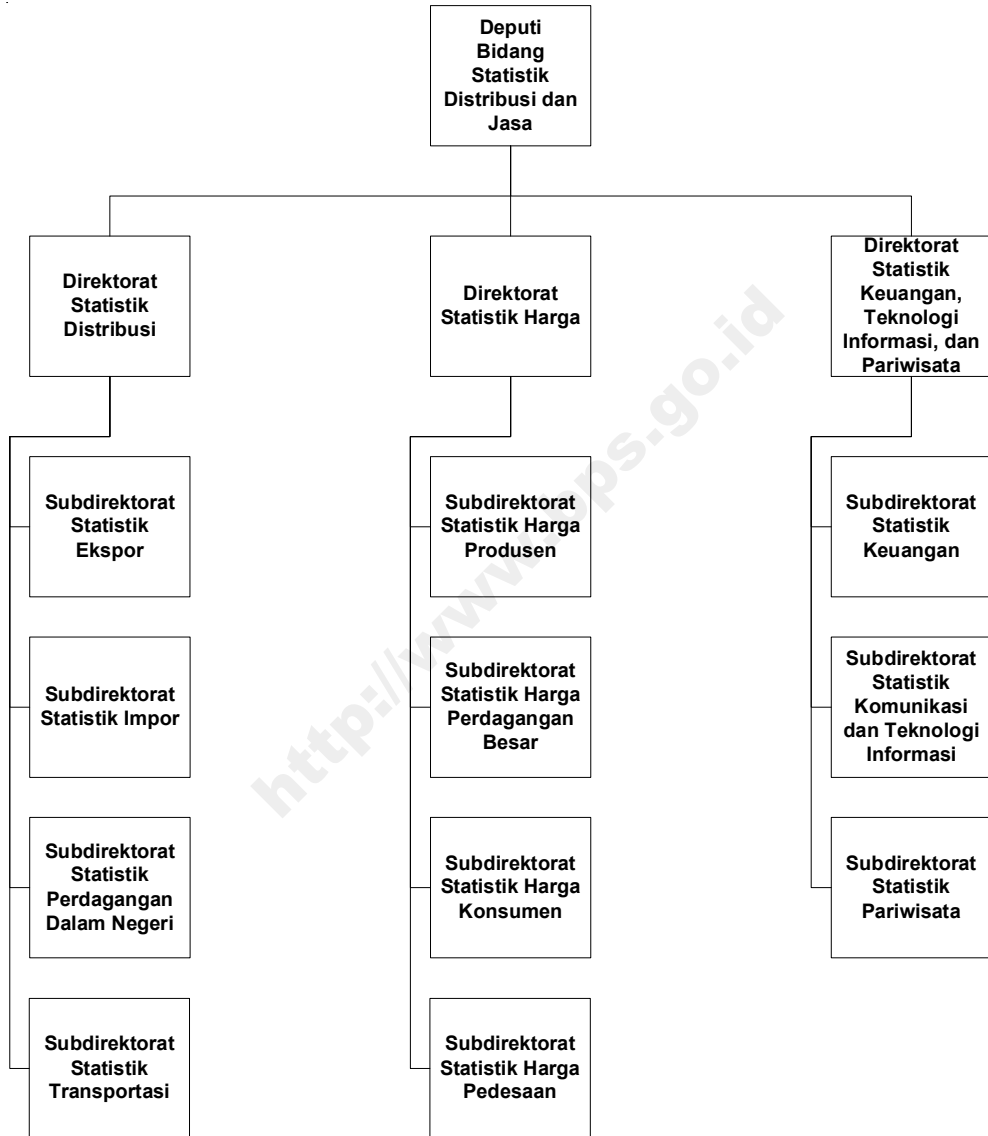 Deputi
Bidang
Statistik
Distribusi dan
Jasa
Direktorat
Statistik
Distribusi
Direktorat
Statistik Harga
Direktorat
Statistik
Keuangan,
Teknologi
Informasi, dan
Pariwisata
Subdirektorat
Statistik
Ekspor
Subdirektorat
Statistik Harga
Produsen
Subdirektorat
Statistik
Keuangan
Subdirektorat
Statistik Impor
Subdirektorat
Statistik Harga
Perdagangan
Besar
Subdirektorat
Statistik
Komunikasi
dan Teknologi
Informasi
Subdirektorat
Statistik
Perdagangan
Dalam Negeri
Subdirektorat
Statistik Harga
Konsumen
Subdirektorat
Statistik
Pariwisata
Subdirektorat
Statistik
Transportasi
Subdirektorat
Statistik Harga
Pedesaan
http://www.bps.go.id